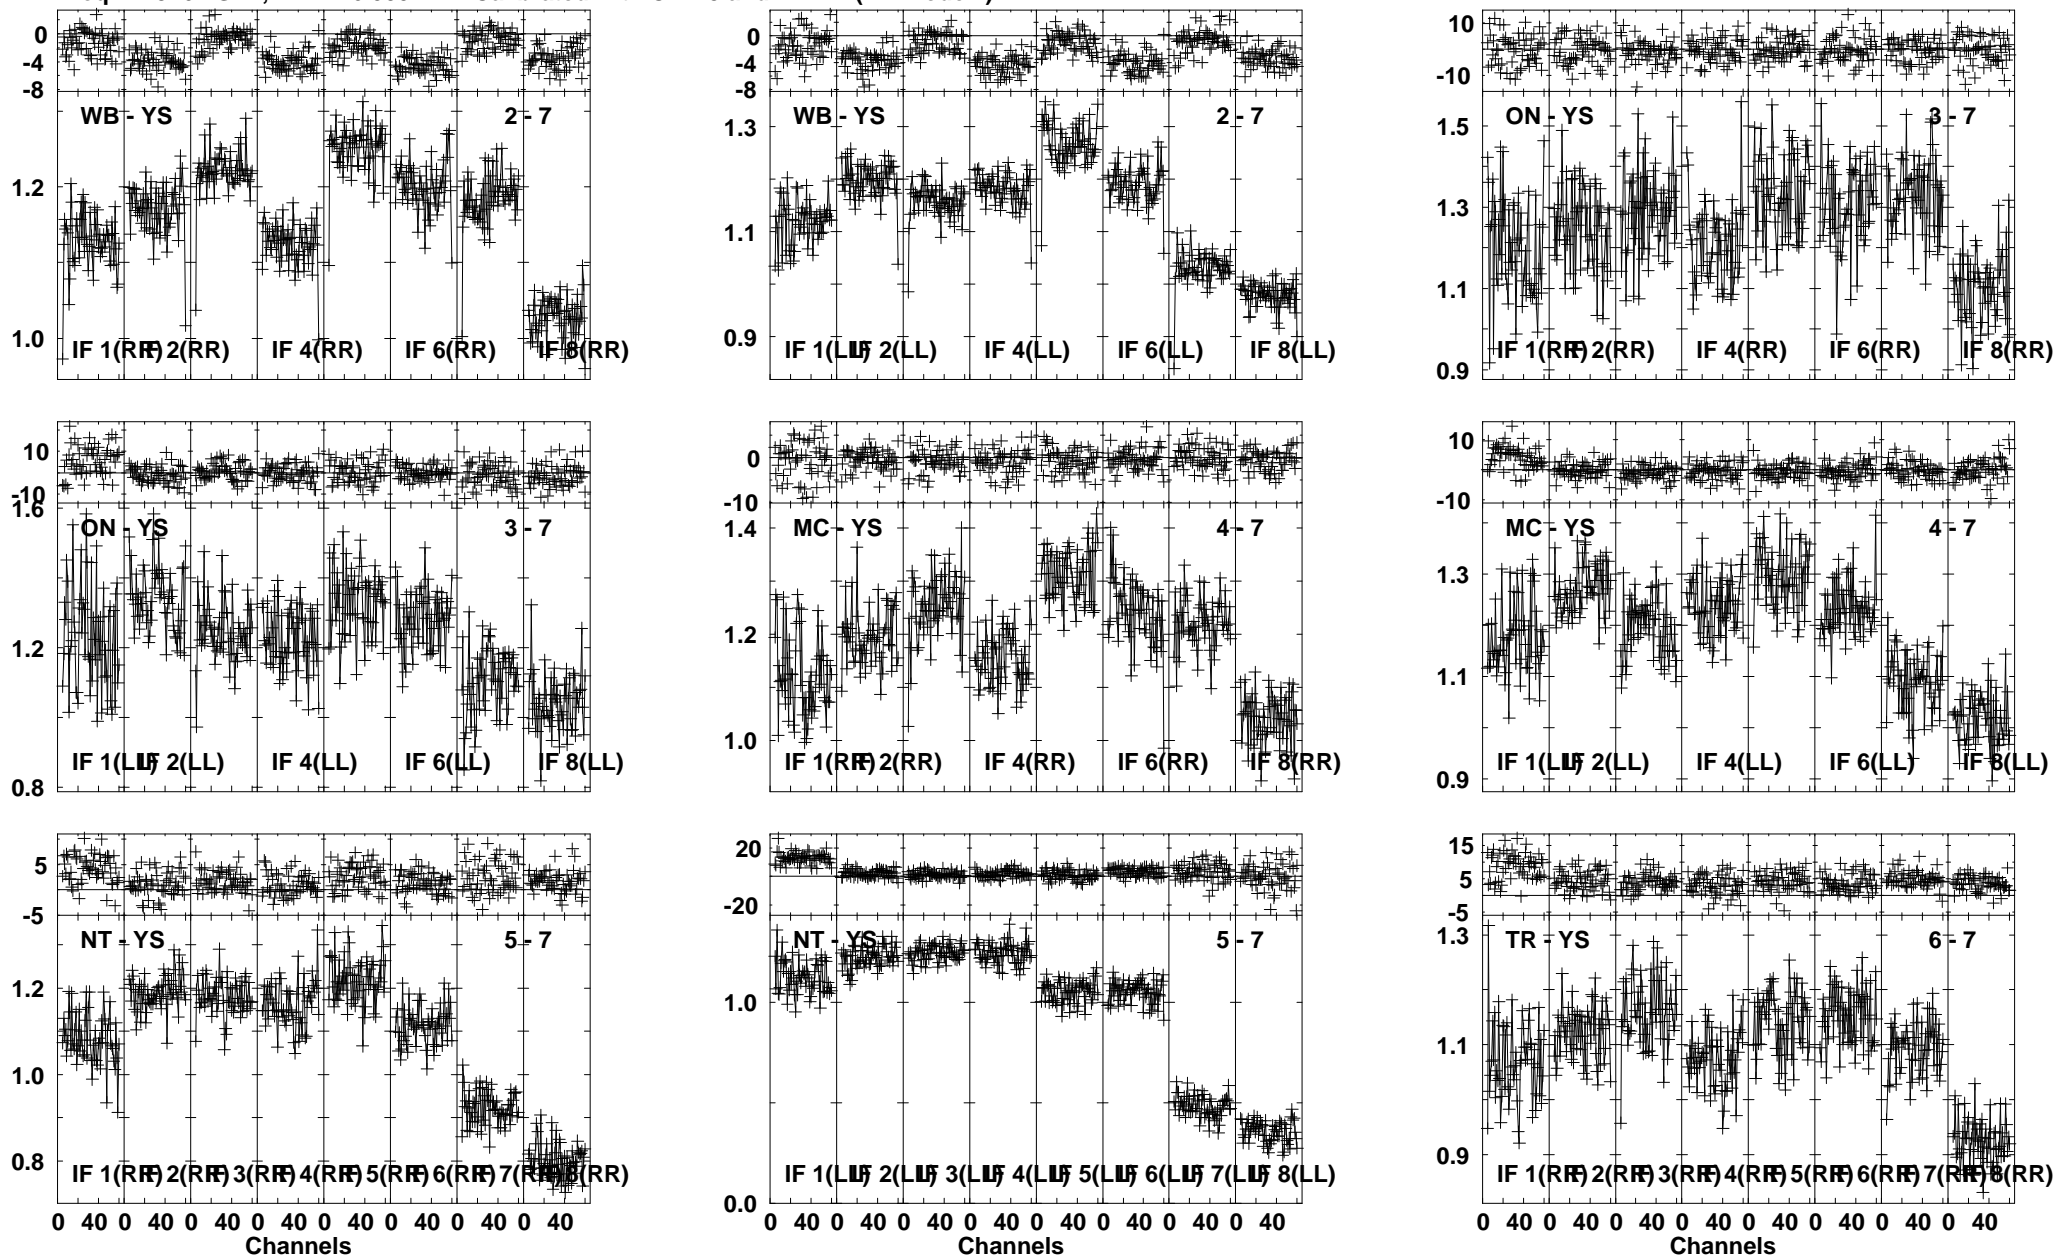 0
-4
-8
WB - YS 2 - 7
1.2
1.0
IF 1(RR) IF 2(RR) IF 4(RR) IF 6(RR) IF 8(RR)
0
-4
-8
WB - YS 2 - 7
1.3
1.1
0.9
IF 1(LL) IF 2(LL) IF 4(LL) IF 6(LL) IF 8(LL)
10
-10
ON - YS 3 - 7
1.5
1.3
1.1
0.9
IF 1(RR) IF 2(RR) IF 4(RR) IF 6(RR) IF 8(RR)
10
-10
1.6
ON - YS 3 - 7
1.2
0.8
IF 1(LL) IF 2(LL) IF 4(LL) IF 6(LL) IF 8(LL)
0
-10
MC - YS 4 - 7
1.4
1.2
1.0
IF 1(RR) IF 2(RR) IF 4(RR) IF 6(RR) IF 8(RR)
10
-10
MC - YS 4 - 7
1.3
1.1
0.9
IF 1(LL) IF 2(LL) IF 4(LL) IF 6(LL) IF 8(LL)
5
-5
NT - YS 5 - 7
1.2
1.0
0.8
IF 1(RR) IF 2(RR) IF 3(RR) IF 4(RR) IF 5(RR) IF 6(RR) IF 7(RR) IF 8(RR)
0 40 0 40 0 40 0 40 0 40 0 40 0 40 0 40
Channels
20
-20
NT - YS 5 - 7
1.0
0.0
IF 1(LL) IF 2(LL) IF 3(LL) IF 4(LL) IF 5(LL) IF 6(LL) IF 7(LL) IF 8(LL)
0 40 0 40 0 40 0 40 0 40 0 40 0 40 0 40
Channels
15
5
-5
TR - YS 6 - 7
1.3
1.1
0.9
IF 1(RR) IF 2(RR) IF 3(RR) IF 4(RR) IF 5(RR) IF 6(RR) IF 7(RR) IF 8(RR)
0 40 0 40 0 40 0 40 0 40 0 40 0 40 0 40
Channels